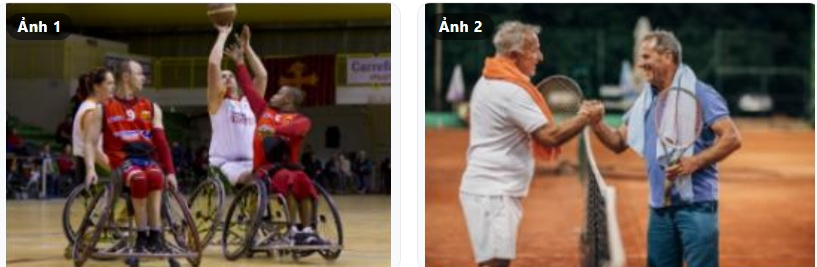 Ảnh 1
Ảnh 2
9
Carref